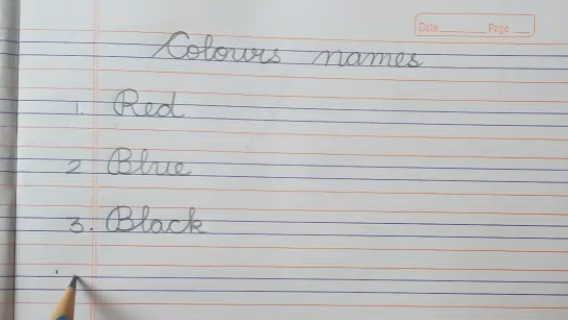 Date Page
Colours names
1. Red
2 Blue
3. Black